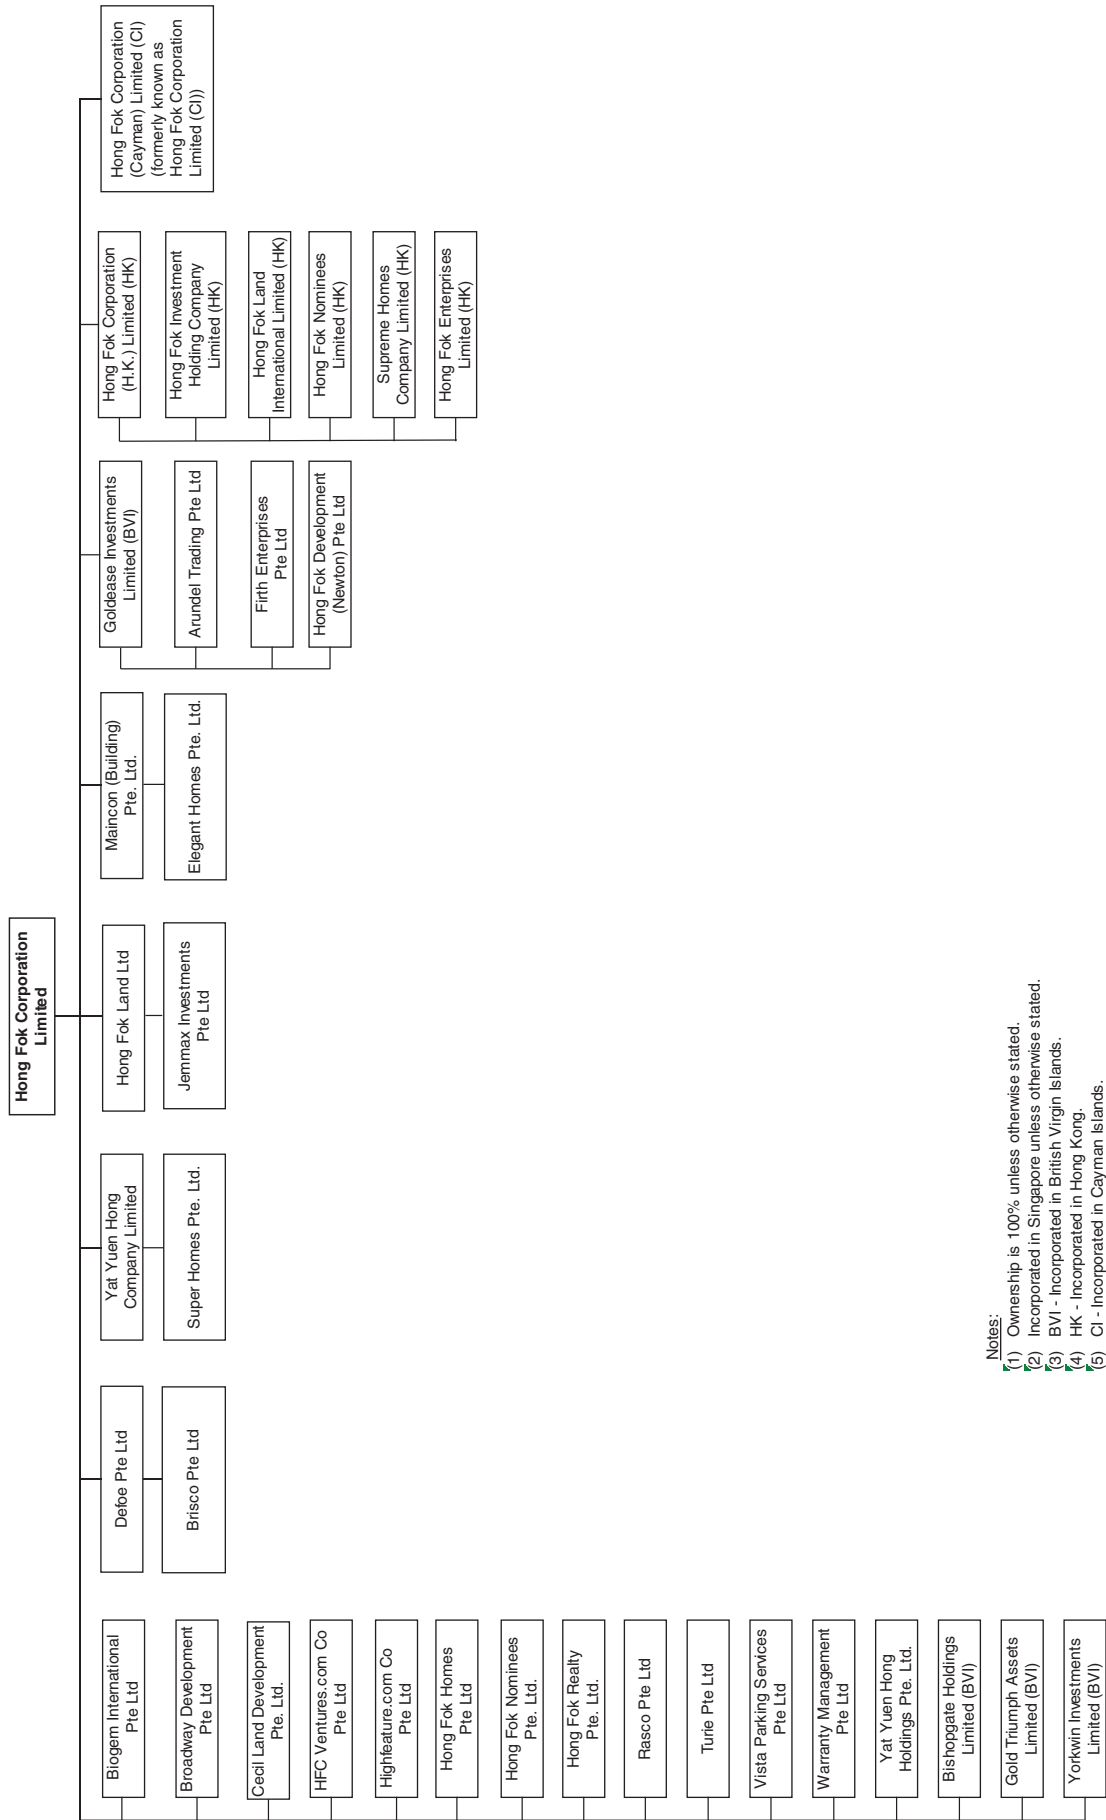 Hong Fok Corporation
Limited
Biogem International
Pte Ltd
Broadway Development
Pte Ltd
Cecil Land Development
Pte. Ltd.
HFC Ventures.com Co
Pte Ltd
Highfeature.com Co
Pte Ltd
Hong Fok Homes
Pte Ltd
Hong Fok Nominees
Pte. Ltd.
Hong Fok Realty
Pte. Ltd.
Rasco Pte Ltd
Turie Pte Ltd
Vista Parking Services
Pte Ltd
Warranty Management
Pte Ltd
Yat Yuen Hong
Holdings Pte. Ltd.
Bishopgate Holdings
Limited (BVI)
Gold Triumph Assets
Limited (BVI)
Yorkwin Investments
Limited (BVI)
Defoe Pte Ltd
Brisco Pte Ltd
Yat Yuen Hong
Company Limited
Super Homes Pte. Ltd.
Hong Fok Land Ltd
Jemmax Investments
Pte Ltd
Maincon (Building)
Pte. Ltd.
Elegant Homes Pte. Ltd.
Goldease Investments
Limited (BVI)
Arundel Trading Pte Ltd
Firth Enterprises
Pte Ltd
Hong Fok Development
(Newton) Pte Ltd
Hong Fok Corporation
(H.K.) Limited (HK)
Hong Fok Investment
Holding Company
Limited (HK)
Hong Fok Land
International Limited (HK)
Hong Fok Nominees
Limited (HK)
Supreme Homes
Company Limited (HK)
Hong Fok Enterprises
Limited (HK)
Hong Fok Corporation
(Cayman) Limited (CI)
(formerly known as
Hong Fok Corporation
Limited (CI))
Notes:
(1) Ownership is 100% unless otherwise stated.
(2) Incorporated in Singapore unless otherwise stated.
(3) BVI - Incorporated in British Virgin Islands.
(4) HK - Incorporated in Hong Kong.
(5) CI - Incorporated in Cayman Islands.